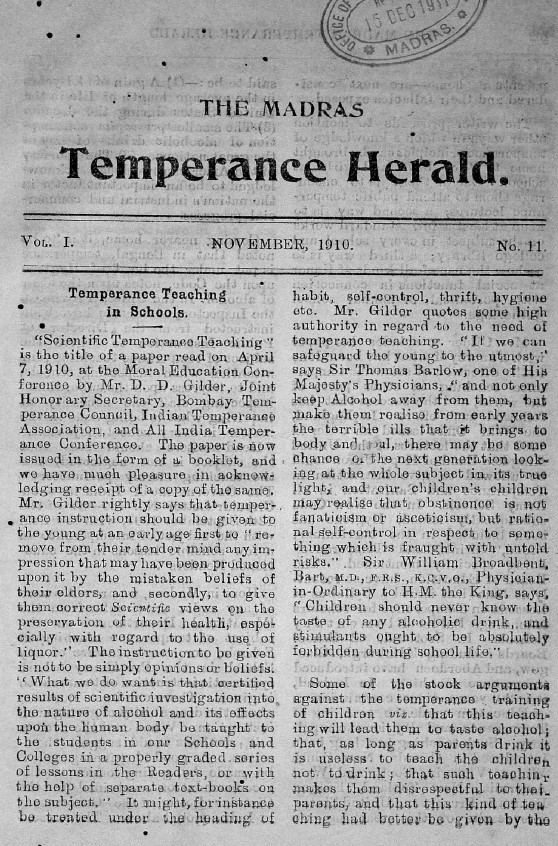 OFFICE OF
15 DEC 191
MADRAS.
THE MADRAS
Temperance Herald.
VOL. I. NOVEMBER, 1910. No. 11.
Temperance Teaching
in Schools.
"Scientific Temperance Teaching"
is the title of a paper read on April
7, 1910, at the Moral Education Con-
ference by Mr. D. D. Gilder, Joint
Honorary Secretary, Bombay Tem-
perance Council, Indian Temperance
Association, and All India Temper-
ance Conference. The paper is now
issued in the form of a booklet, and
we have much pleasure in acknow-
ledging receipt of a copy of the same.
Mr. Gilder rightly says that temper-
ance instruction should be given to
the young at an early age first to "re-
move from their tender mind any im-
pression that may have been produced
upon it by the mistaken beliefs of
their elders, and secondly, to give
them correct Scientific views on the
preservation of their health, espe-
cially with regard to the use of
liquor." The instruction to be given
is not to be simply opinions or beliefs.
"What we do want is that certified
results of scientific investigation into
the nature of alcohol and its effects
upon the human body be taught to
the students in our Schools and
Colleges in a properly graded series
of lessons in the Readers, or with
the help of separate text-books on
the subject." It might, for instance
be treated under the heading of
habit, self-control, thrift, hygiene
etc. Mr. Gilder quotes some high
authority in regard to the need of
temperance teaching. "If we can
safeguard the young to the utmost,"
says Sir Thomas Barlow, one of His
Majesty's Physicians, "and not only
keep Alcohol away from them, but
make them realise from early years
the terrible ills that it brings to
body and there may be some
chance of the next generation look-
ing at the whole subject in its true
light, and our children's children
may realise that obstinence is not
fanaticism or asceticism, but ratio-
nal self-control in respect to some-
thing which is fraught with untold
risks." Sir William Broadbent,
Bart, M.D., F.R.S., K.C.V.O., Physician-
in-Ordinary to H.M. the King, says,
"Children should never know the
taste of any alcoholic drink, and
stimulants ought to be absolutely
forbidden during school life."
Some of the stock arguments
against the temperance training
of children viz. that this teach-
ing will lead them to taste alcohol;
that, as long as parents drink it
is useless to teach the children
not to drink; that such teaching
makes them disrespectful to their
parents, and that this kind of tea
ching had better be given by the